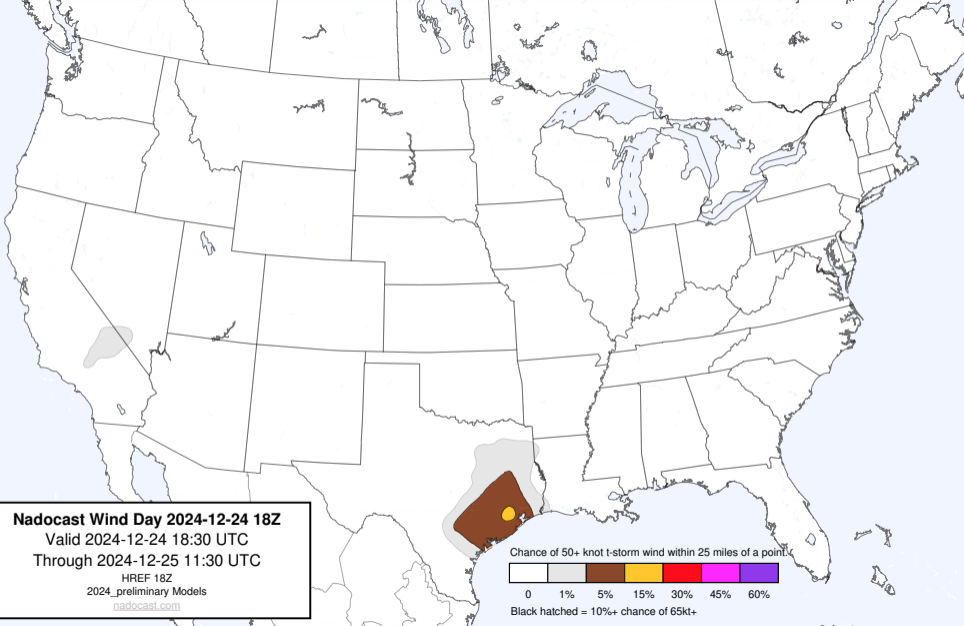 Nadocast Wind Day 2024-12-24 18Z
Valid 2024-12-24 18:30 UTC
Through 2024-12-25 11:30 UTC
HREF 18Z
2024_preliminary Models
nadocast.com
Chance of 50+ knot t-storm wind within 25 miles of a point.
0 1% 5% 15% 30% 45% 60%
Black hatched = 10%+ chance of 65kt+